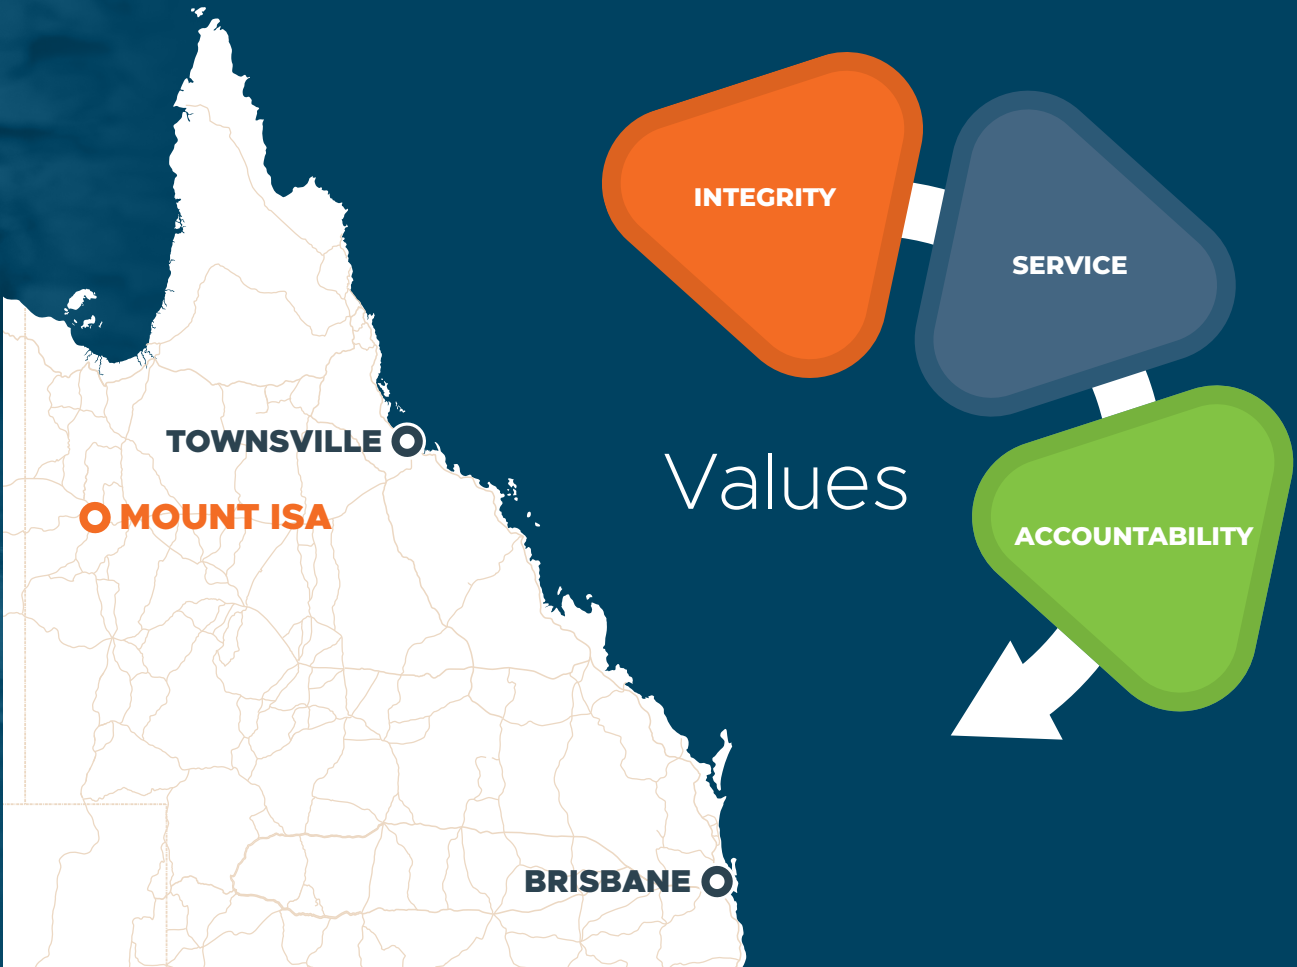 INTEGRITY
SERVICE
TOWNSVILLE
Values
MOUNT ISA
ACCOUNTABILITY
BRISBANE